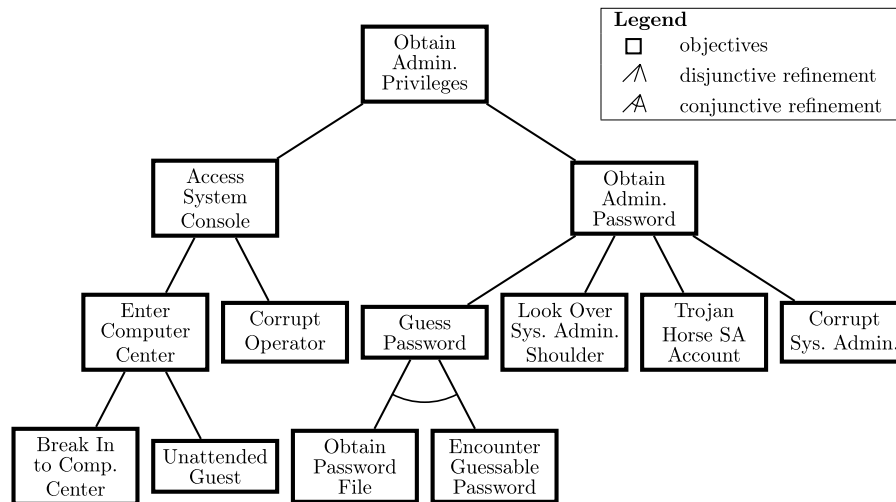 Legend
objectives
disjunctive refinement
conjunctive refinement
Obtain
Admin.
Privileges
Access
System
Console
Obtain
Admin.
Password
Enter
Computer
Center
Corrupt
Operator
Guess
Password
Look Over
Sys. Admin.
Shoulder
Trojan
Horse SA
Account
Corrupt
Sys. Admin.
Break In
to Comp.
Center
Unattended
Guest
Obtain
Password
File
Encounter
Guessable
Password